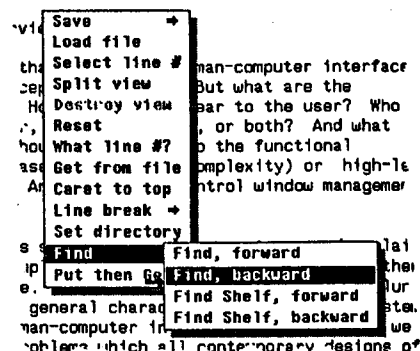 Save →
Load file
Select line #
Split view
Destroy view
Reset
What line #?
Get from file
Caret to top
Line break →
Set directory
Find
Put then
Find, forward
Find, backward
Find Shelf, forward
Find Shelf, backward
man-computer interface
But what are the
ear to the user? Who
, or both? And what
the functional
omplexity) or high-le
ntrol window managemen
general charac
man-computer in
which all contemporary designs of